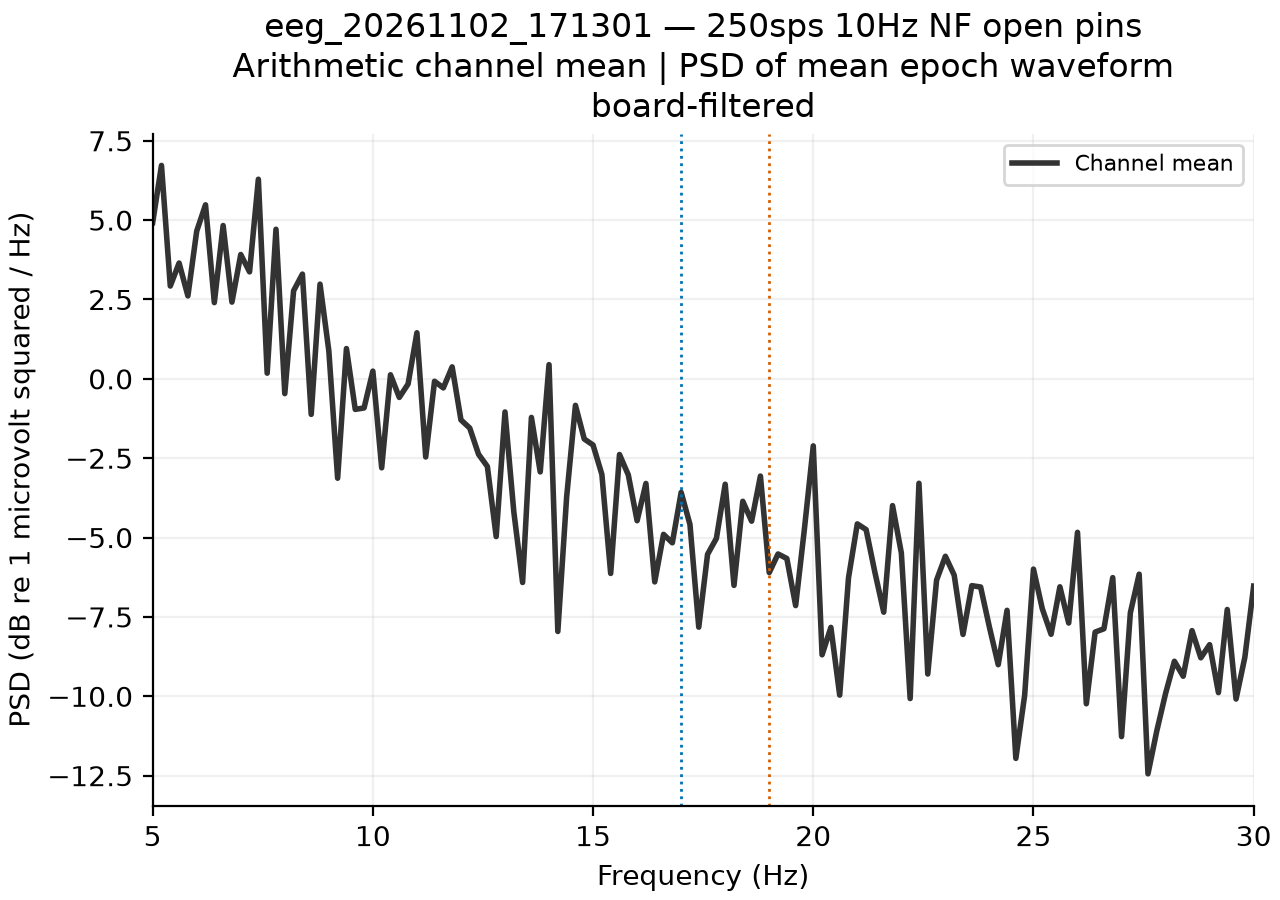 eeg_20261102_171301 — 250sps 10Hz NF open pins
Arithmetic channel mean | PSD of mean epoch waveform
board-filtered
Channel mean
PSD (dB re 1 microvolt squared / Hz)
7.5
5.0
2.5
0.0
−2.5
−5.0
−7.5
−10.0
−12.5
5
10
15
20
25
30
Frequency (Hz)